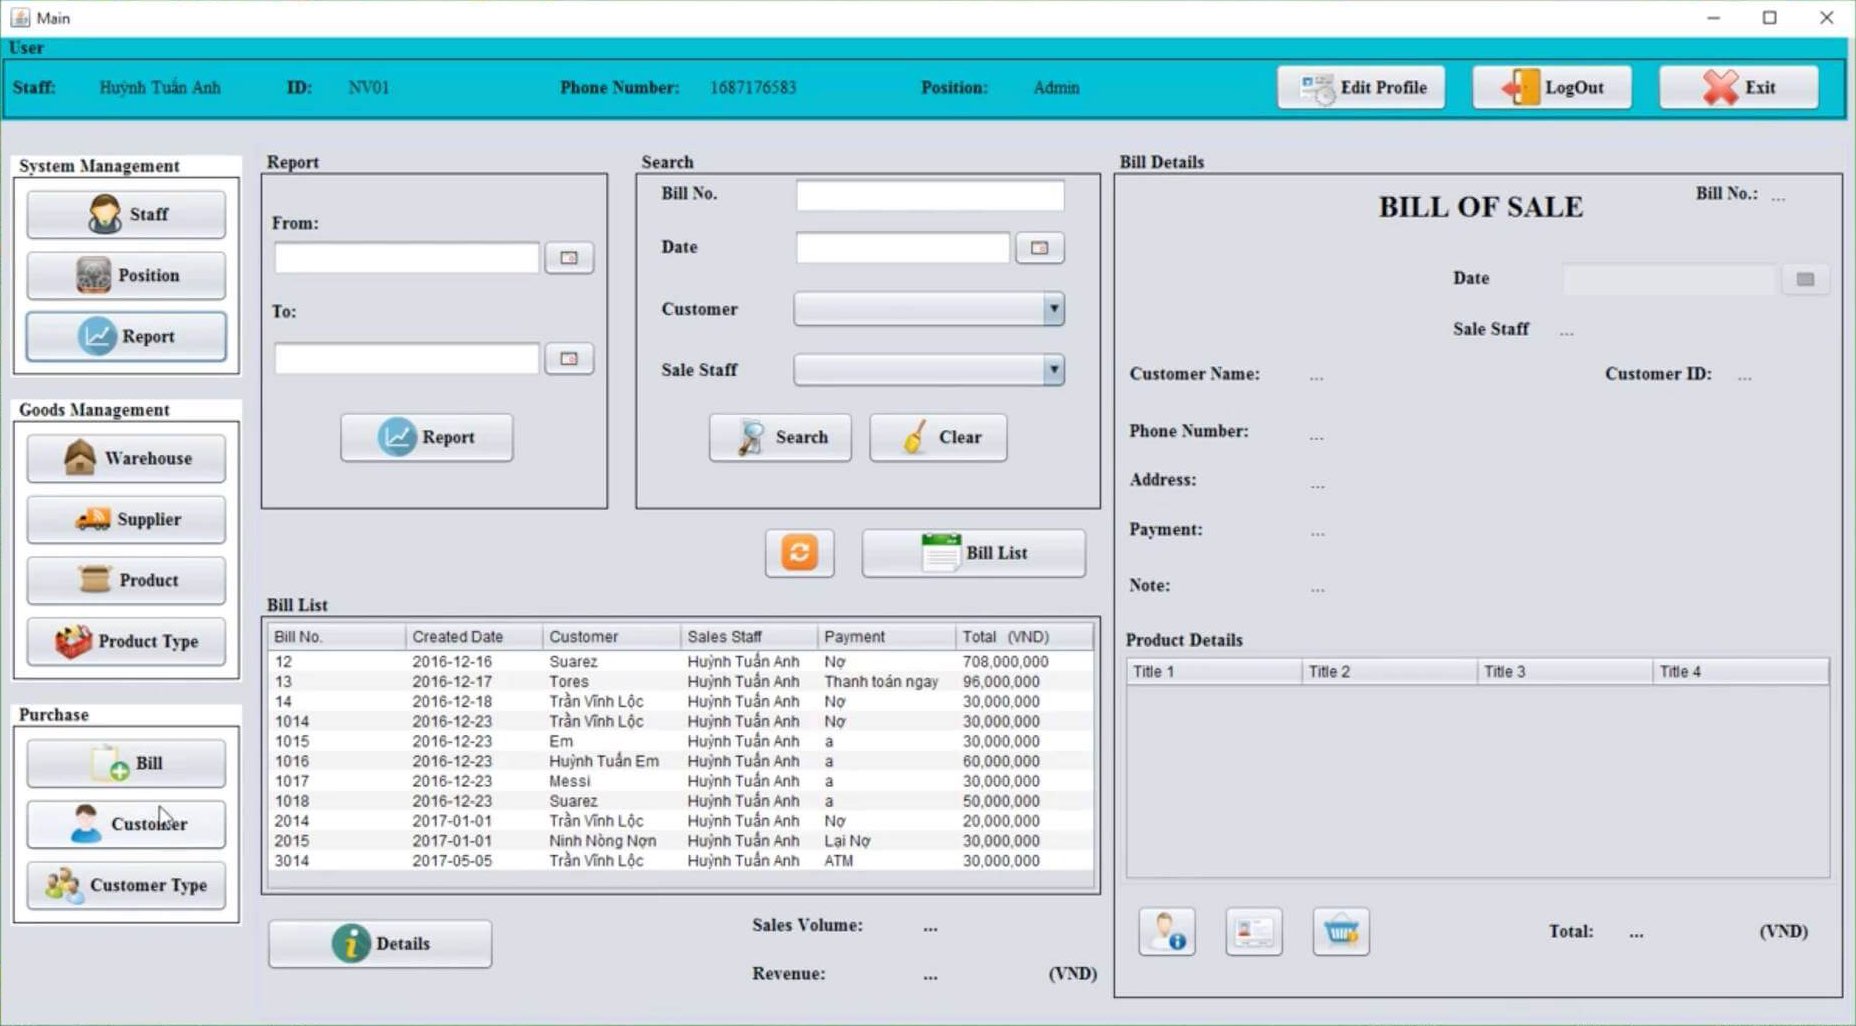 Main
User
Staff: Huỳnh Tuấn Anh ID: NV01 Phone Number: 1687176583 Position: Admin Edit Profile LogOut Exit
System Management
Staff
Position
Report
Goods Management
Warehouse
Supplier
Product
Product Type
Purchase
Bill
Customer
Customer Type
Report
From:
To:
Report
Search
Bill No.
Date
Customer
Sale Staff
Search Clear
Bill List
Bill List
Bill No. Created Date Customer Sales Staff Payment Total (VND)
12 2016-12-16 Suarez Huỳnh Tuấn Anh Nợ 708,000,000
13 2016-12-17 Tores Huỳnh Tuấn Anh Thanh toán ngay 96,000,000
14 2016-12-18 Trần Vĩnh Lộc Huỳnh Tuấn Anh Nợ 30,000,000
1014 2016-12-23 Trần Vĩnh Lộc Huỳnh Tuấn Anh Nợ 30,000,000
1015 2016-12-23 Em Huỳnh Tuấn Anh a 30,000,000
1016 2016-12-23 Huỳnh Tuấn Em Huỳnh Tuấn Anh a 60,000,000
1017 2016-12-23 Messi Huỳnh Tuấn Anh a 30,000,000
1018 2016-12-23 Suarez Huỳnh Tuấn Anh a 50,000,000
2014 2017-01-01 Trần Vĩnh Lộc Huỳnh Tuấn Anh Nợ 20,000,000
2015 2017-01-01 Ninh Nòng Nợn Huỳnh Tuấn Anh Lại Nợ 30,000,000
3014 2017-05-05 Trần Vĩnh Lộc Huỳnh Tuấn Anh ATM 30,000,000
Details
Sales Volume: ...
Revenue: ... (VND)
Bill Details
BILL OF SALE Bill No.: ...
Date
Sale Staff ...
Customer Name: ... Customer ID: ...
Phone Number: ...
Address: ...
Payment: ...
Note: ...
Product Details
Title 1 Title 2 Title 3 Title 4
Total: ... (VND)